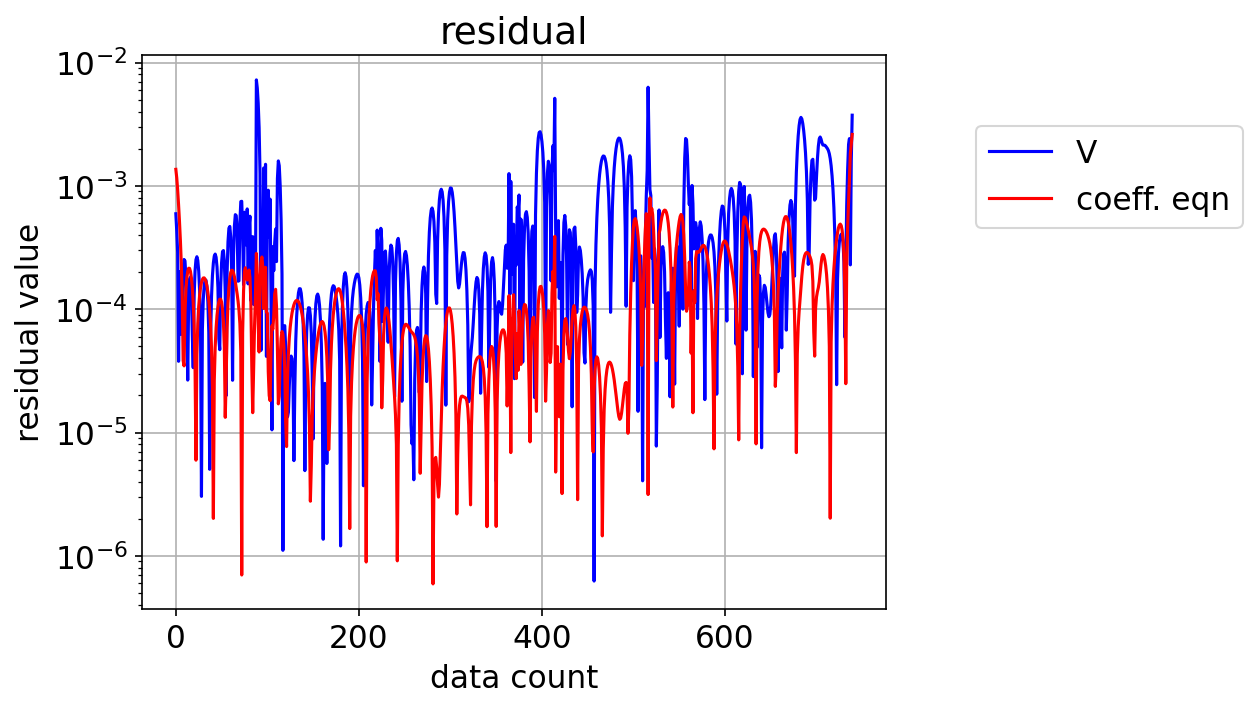 residual
10⁻²
10⁻³
10⁻⁴
10⁻⁵
10⁻⁶
residual value
0 200 400 600
data count
V
coeff. eqn